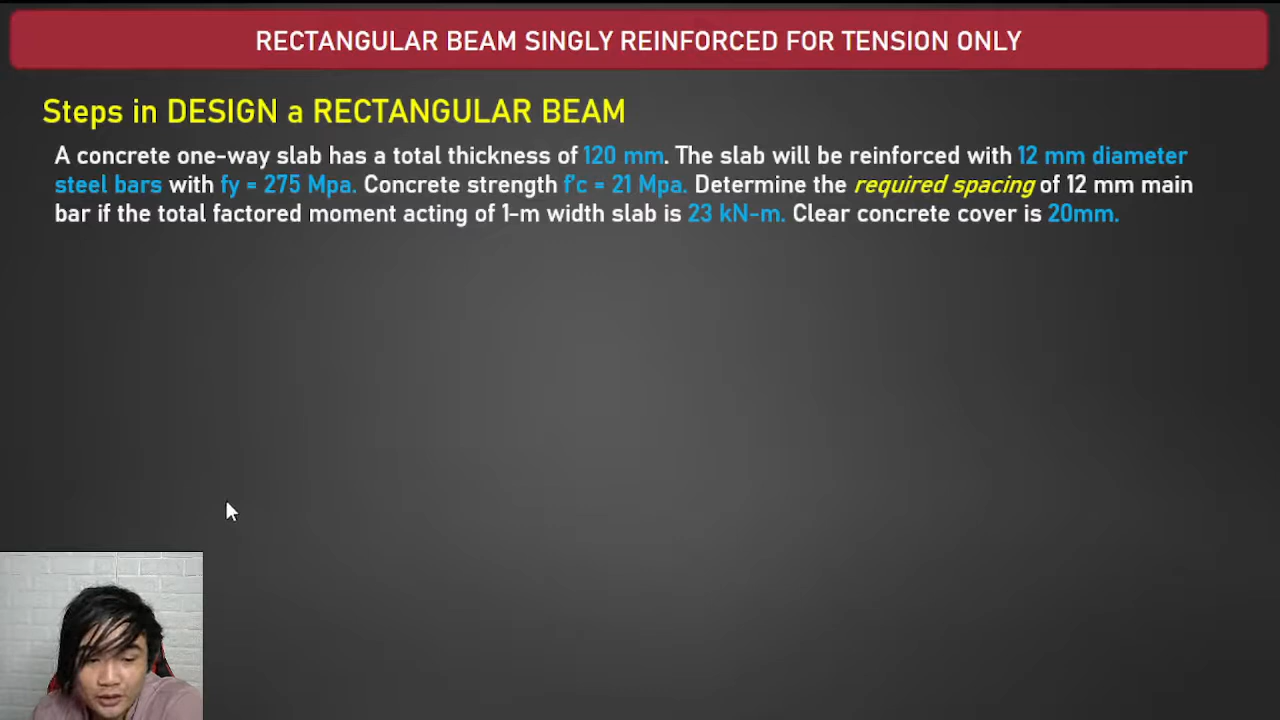 RECTANGULAR BEAM SINGLY REINFORCED FOR TENSION ONLY
Steps in DESIGN a RECTANGULAR BEAM
A concrete one-way slab has a total thickness of 120 mm. The slab will be reinforced with 12 mm diameter
steel bars with fy = 275 Mpa. Concrete strength f'c = 21 Mpa. Determine the required spacing of 12 mm main
bar if the total factored moment acting of 1-m width slab is 23 kN-m. Clear concrete cover is 20mm.